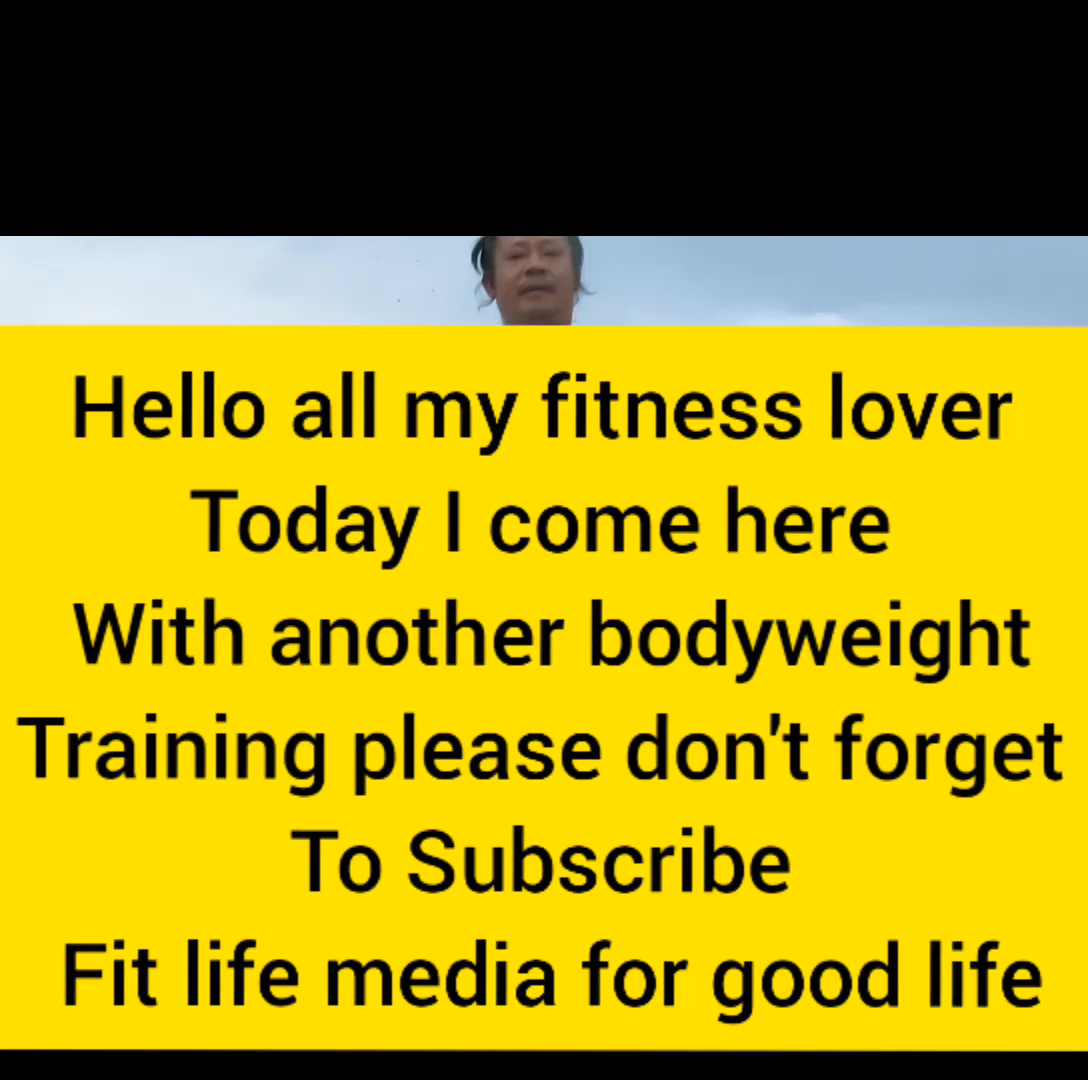 Hello all my fitness lover
Today I come here
With another bodyweight
Training please don't forget
To Subscribe
Fit life media for good life